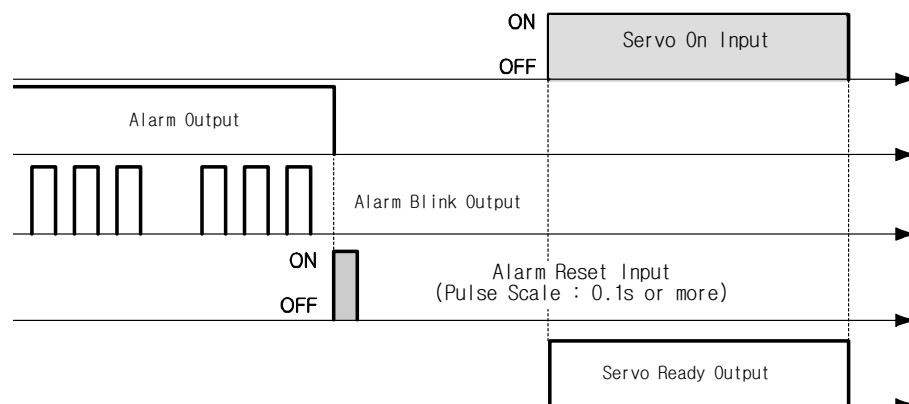 ON
Servo On Input
OFF
Alarm Output
Alarm Blink Output
ON
Alarm Reset Input
(Pulse Scale : 0.1s or more)
OFF
Servo Ready Output